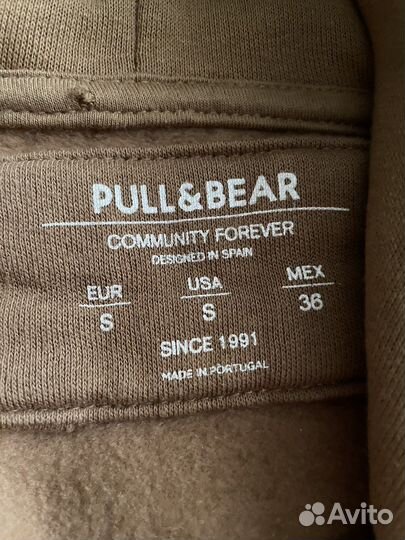 PULL&BEAR
COMMUNITY FOREVER
DESIGNED IN SPAIN
EUR USA MEX
S S 36
SINCE 1991
MADE IN PORTUGAL
Avito